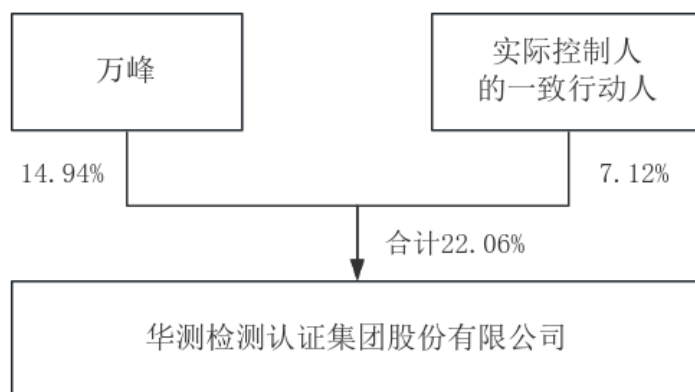 万峰
实际控制人
的一致行动人
14.94%
7.12%
合计22.06%
华测检测认证集团股份有限公司